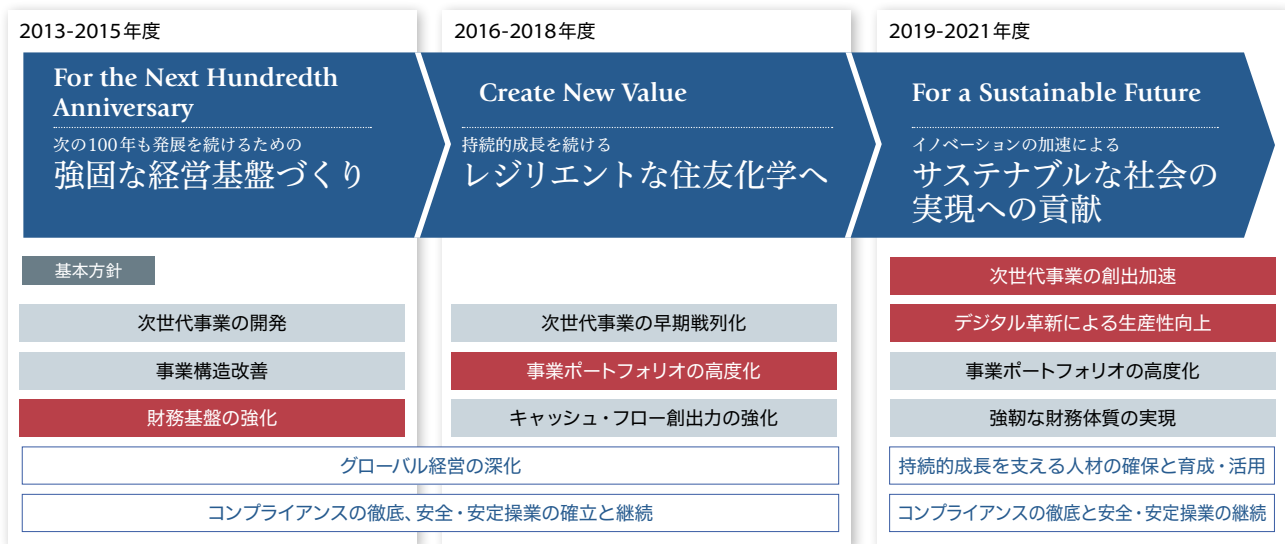 2013-2015年度
For the Next Hundredth
Anniversary
次の100年も発展を続けるための
強固な経営基盤づくり
2016-2018年度
Create New Value
持続的成長を続ける
レジリエントな住友化学へ
2019-2021年度
For a Sustainable Future
イノベーションの加速による
サステナブルな社会の
実現への貢献
基本方針
次世代事業の開発
事業構造改善
財務基盤の強化
次世代事業の早期戦列化
事業ポートフォリオの高度化
キャッシュ・フロー創出力の強化
グローバル経営の深化
コンプライアンスの徹底、安全・安定操業の確立と継続
次世代事業の創出加速
デジタル革新による生産性向上
事業ポートフォリオの高度化
強靭な財務体質の実現
持続的成長を支える人材の確保と育成・活用
コンプライアンスの徹底と安全・安定操業の継続